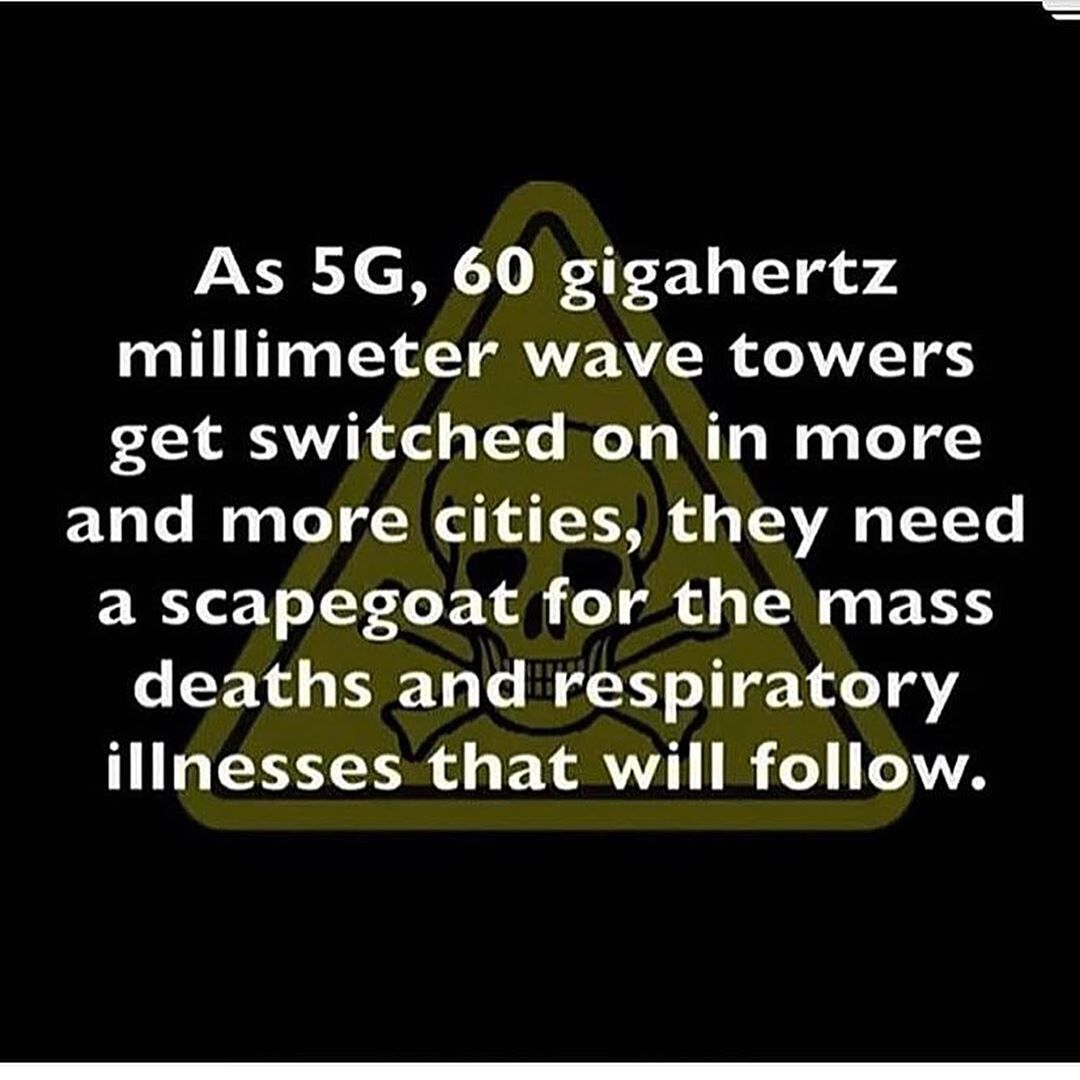 As 5G, 60 gigahertz
millimeter wave towers
get switched on in more
and more cities, they need
a scapegoat for the mass
deaths and respiratory
illnesses that will follow.